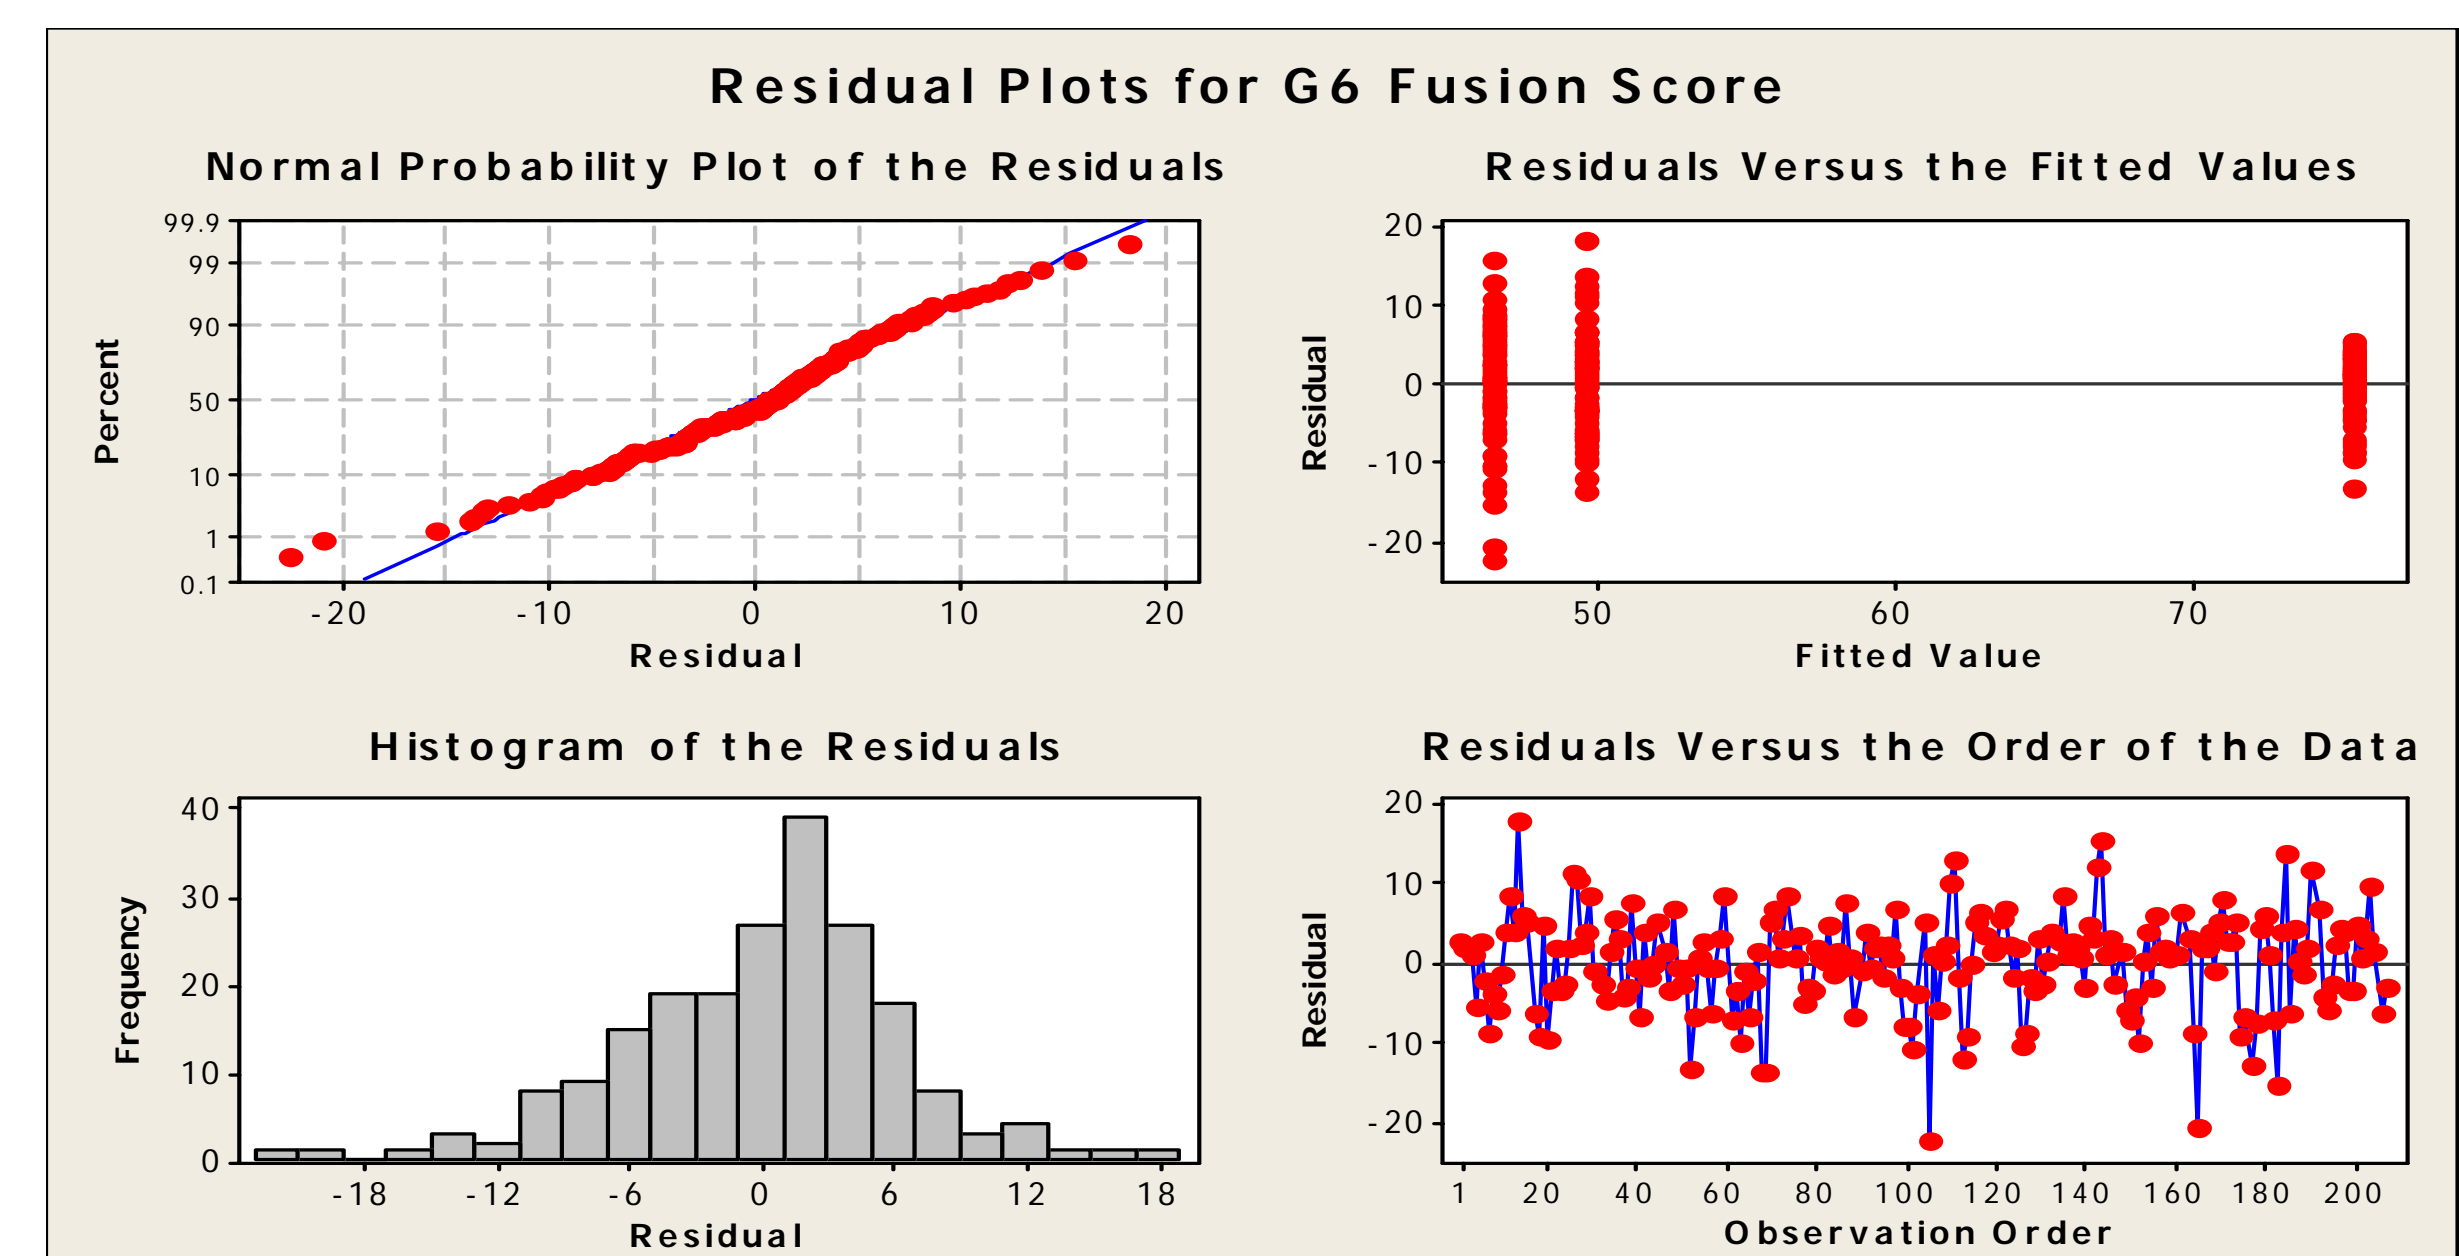 Residual Plots for G6 Fusion Score
Normal Probability Plot of the Residuals
99.9
99
90
50
10
1
0.1
Percent
-20 -10 0 10 20
Residual
Residuals Versus the Fitted Values
20
10
0
-10
-20
Residual
50 60 70
Fitted Value
Histogram of the Residuals
40
30
20
10
0
Frequency
-18 -12 -6 0 6 12 18
Residual
Residuals Versus the Order of the Data
20
10
0
-10
-20
Residual
1 20 40 60 80 100 120 140 160 180 200
Observation Order